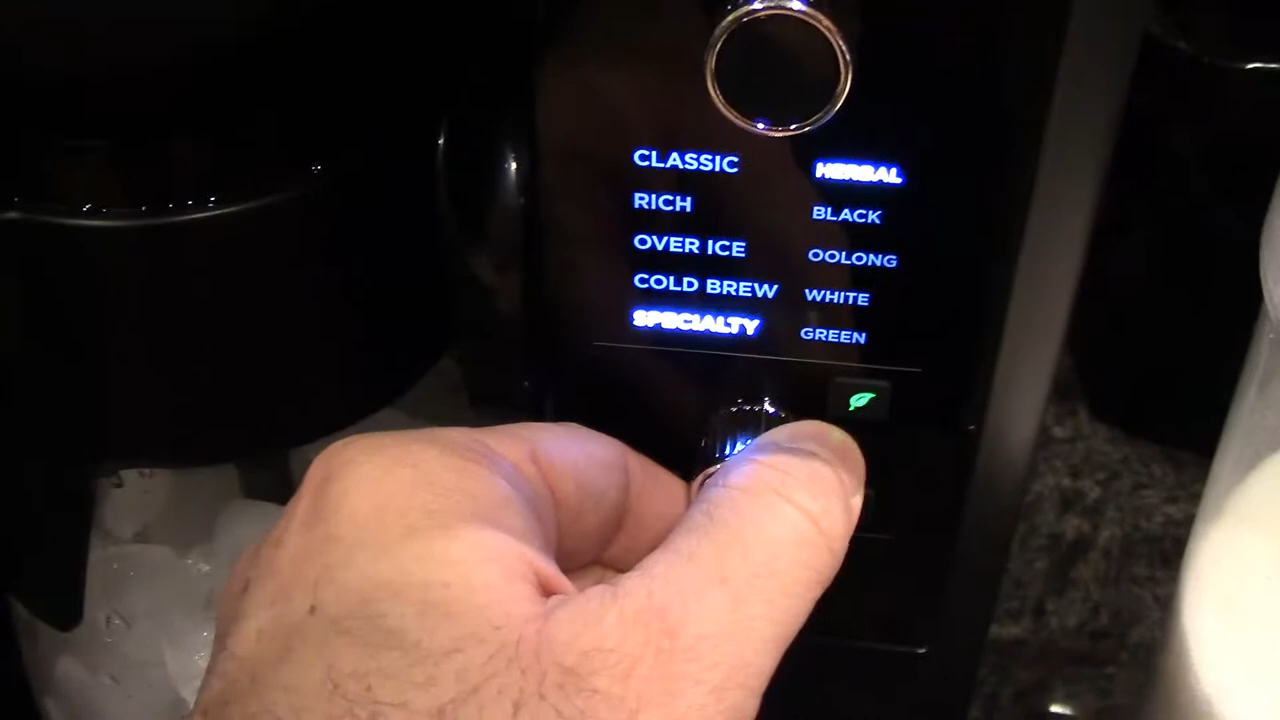 CLASSIC
RICH
OVER ICE
COLD BREW
SPECIALTY
HERBAL
BLACK
OOLONG
WHITE
GREEN